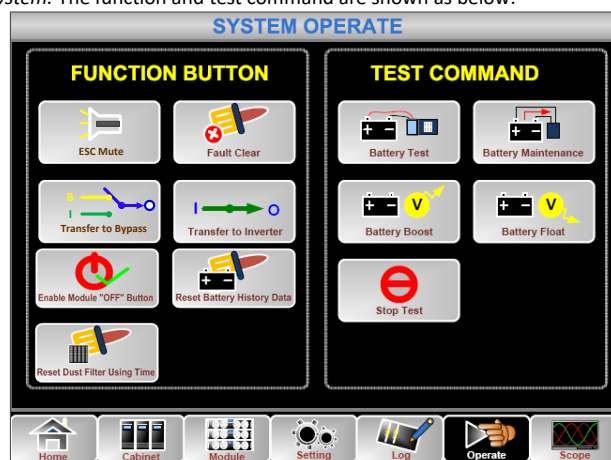 System. The function and test command are shown as below:
SYSTEM OPERATE
FUNCTION BUTTON
ESC Mute
Fault Clear
B
I
O
Transfer to Bypass
I
O
Transfer to Inverter
Enable Module "OFF" Button
Reset Battery History Data
Reset Dust Filter Using Time
TEST COMMAND
Battery Test
Battery Maintenance
V
Battery Boost
V
Battery Float
Stop Test
Home
Cabinet
Module
Setting
Log
Operate
Scope